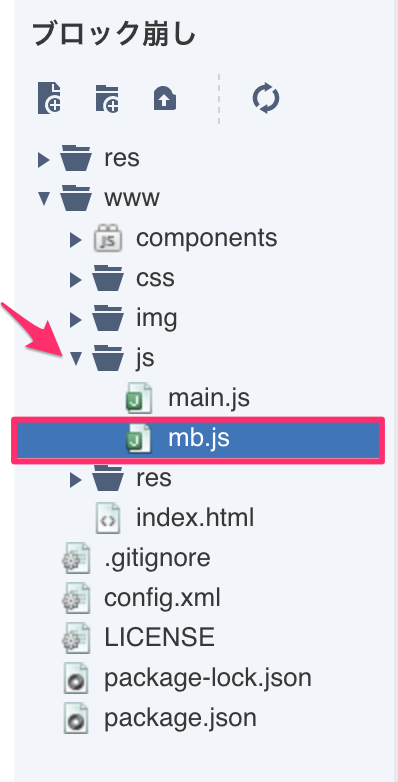 ブロック崩し
res
www
JS components
css
img
js
main.js
mb.js
res
index.html
.gitignore
config.xml
LICENSE
package-lock.json
package.json